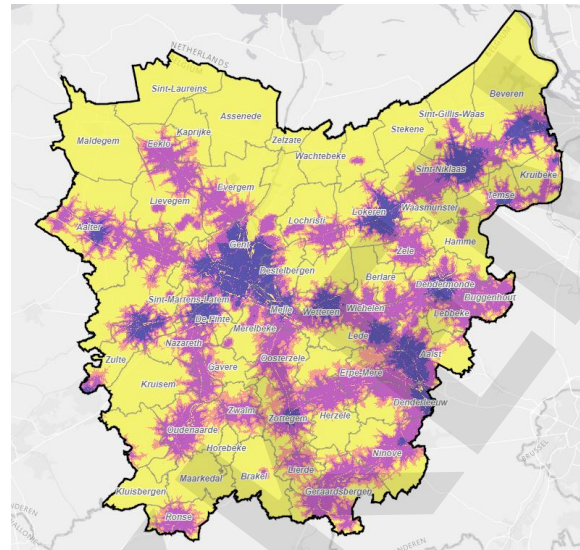 NETHERLANDS
BELGIUM
Sint-Laureins
Assenede
Beveren
Sint-Gillis-Waas
Maldegem
Kaprijke
Zelzate
Stekene
Eeklo
Wachtebeke
Sint-Niklaas
Kruibeke
Evergem
Temse
Lievegem
Lokeren
Waasmunster
Lochristi
Aalter
Hamme
Gent
Zele
Destelbergen
Berlare
Dendermonde
Buggenhout
Sint-Martens-Latem
Melle
Wetteren
Wichelen
Lebbeke
De Hinte
Merelbeke
Lede
Nazareth
Aalst
Zulte
Oosterzele
Gavere
Erpe-Mere
Kruisem
Denderleeuw
Zwalm
Zottegem
Herzele
Oudenaarde
Horebeke
Ninove
Lierde
Maarkedal
Brakel
Geraardsbergen
Kluisbergen
Ronse